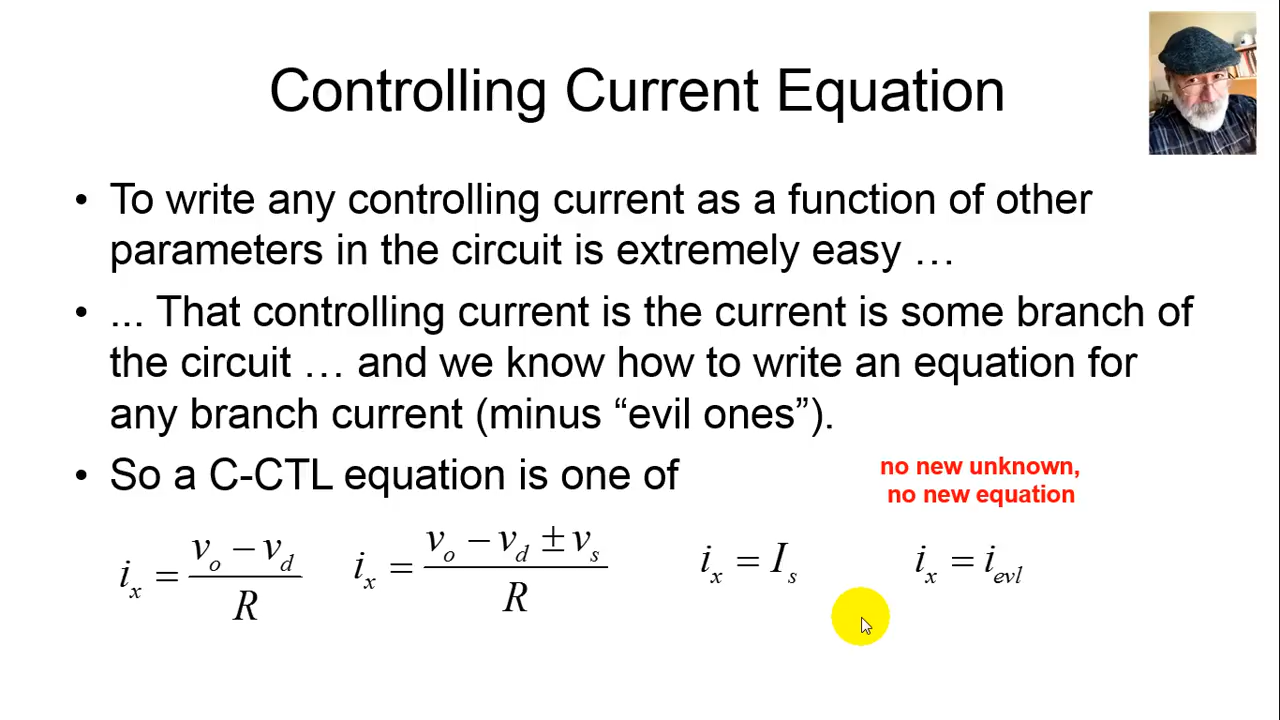 Controlling Current Equation
• To write any controlling current as a function of other
parameters in the circuit is extremely easy …
• ... That controlling current is the current is some branch of
the circuit … and we know how to write an equation for
any branch current (minus “evil ones”).
• So a C-CTL equation is one of
no new unknown,
no new equation
i_x = (v_o − v_d) / R
i_x = (v_o − v_d ± v_s) / R
i_x = I_s
i_x = i_evl